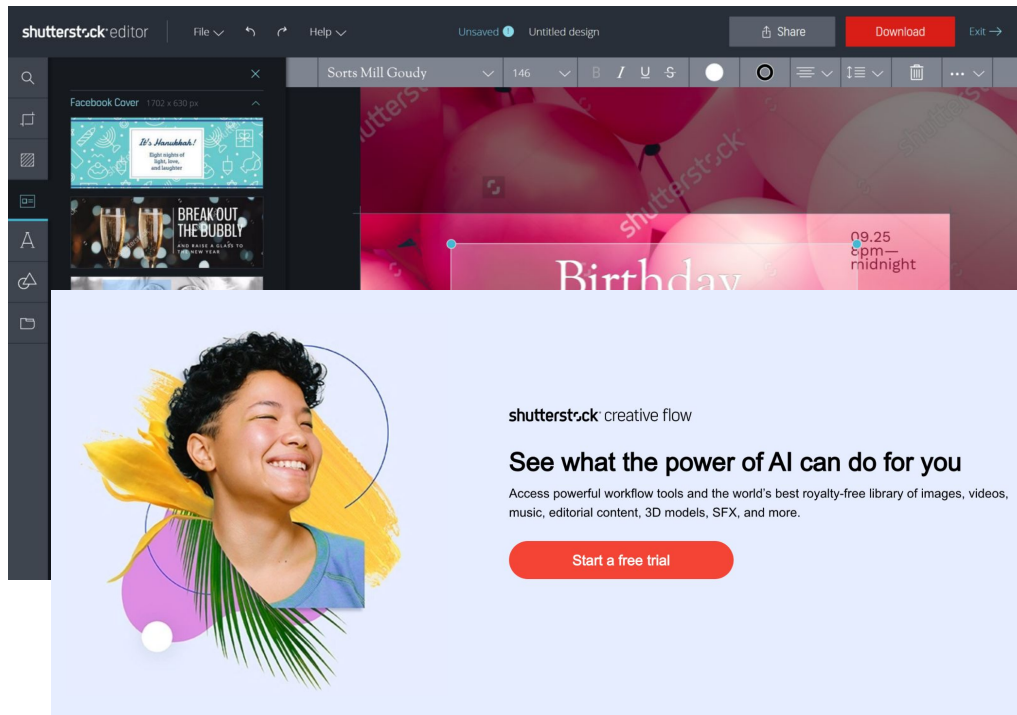 shutterstock editor
File
Help
Unsaved
Untitled design
Share
Download
Exit →
Sorts Mill Goudy
146
B I U S
Facebook Cover 1702 x 630 px
It's Hanukkah!
Eight nights of
light, love,
and laughter
BREAK OUT
THE BUBBLY
AND RAISE A GLASS TO
THE NEW YEAR
A
shutterstock
09.25
8pm—
midnight
Birthday
shutterstock creative flow
See what the power of AI can do for you
Access powerful workflow tools and the world's best royalty-free library of images, videos,
music, editorial content, 3D models, SFX, and more.
Start a free trial